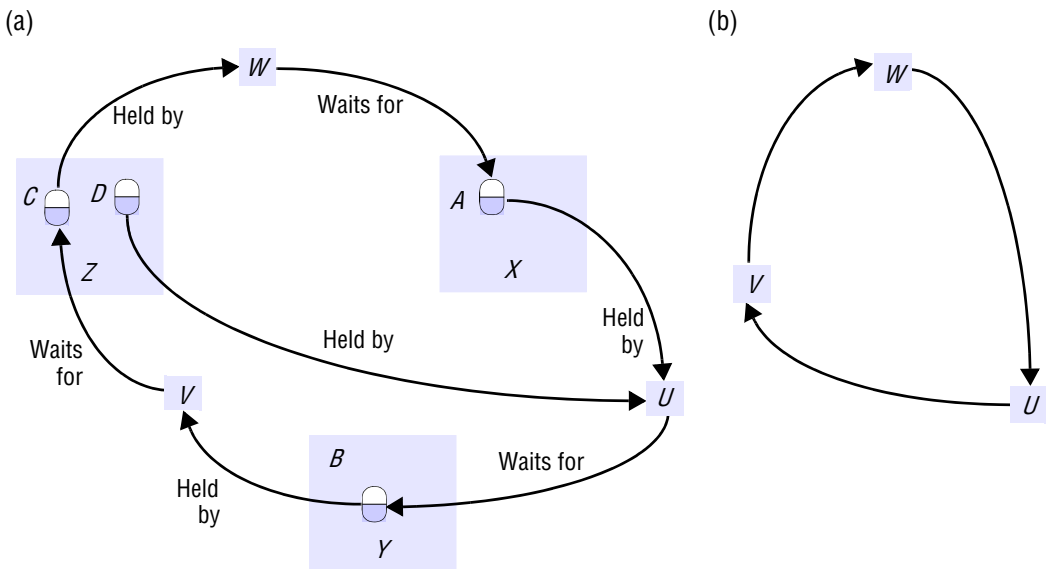 (a)
(b)
W
W
Waits for
Held by
C
D
A
Z
X
V
Held
by
Held by
Waits
for
V
U
U
B
Waits for
Held
by
Y